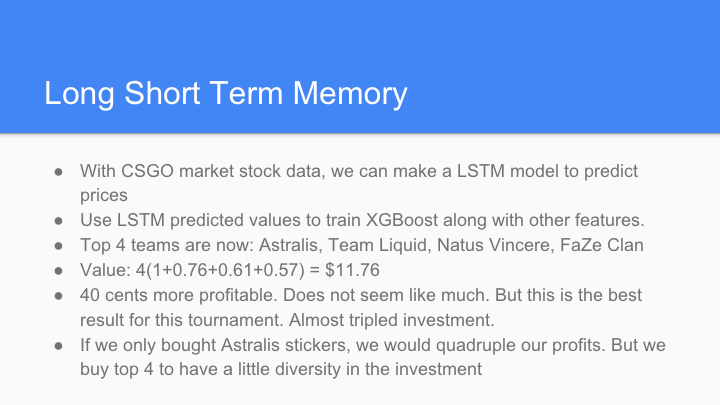 Long Short Term Memory
● With CSGO market stock data, we can make a LSTM model to predict
prices
● Use LSTM predicted values to train XGBoost along with other features.
● Top 4 teams are now: Astralis, Team Liquid, Natus Vincere, FaZe Clan
● Value: 4(1+0.76+0.61+0.57) = $11.76
● 40 cents more profitable. Does not seem like much. But this is the best
result for this tournament. Almost tripled investment.
● If we only bought Astralis stickers, we would quadruple our profits. But we
buy top 4 to have a little diversity in the investment